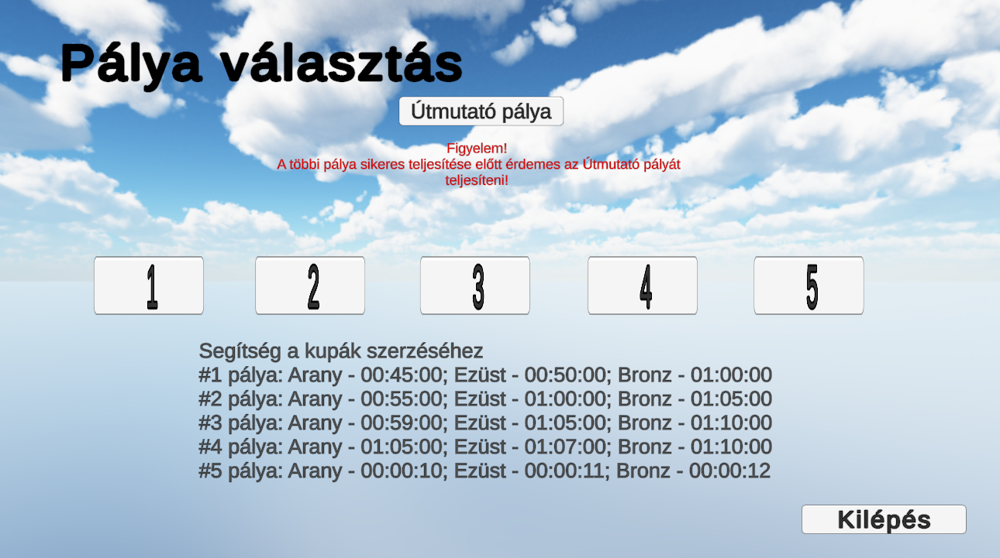 Pálya választás
Útmutató pálya
Figyelem!
A többi pálya sikeres teljesítése előtt érdemes az Útmutató pályát
teljesíteni!
1
2
3
4
5
Segítség a kupák szerzéséhez
#1 pálya: Arany - 00:45:00; Ezüst - 00:50:00; Bronz - 01:00:00
#2 pálya: Arany - 00:55:00; Ezüst - 01:00:00; Bronz - 01:05:00
#3 pálya: Arany - 00:59:00; Ezüst - 01:05:00; Bronz - 01:10:00
#4 pálya: Arany - 01:05:00; Ezüst - 01:07:00; Bronz - 01:10:00
#5 pálya: Arany - 00:00:10; Ezüst - 00:00:11; Bronz - 00:00:12
Kilépés